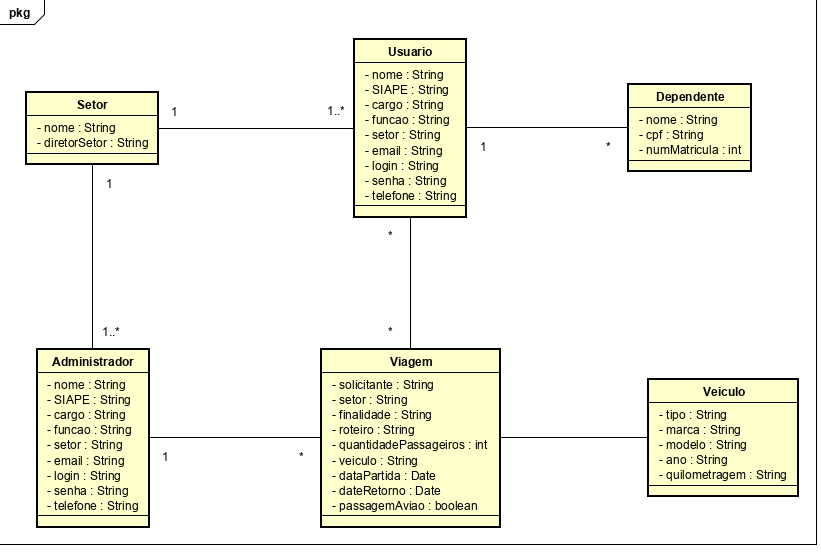 pkg
Usuario
- nome : String
- SIAPE : String
- cargo : String
- funcao : String
- setor : String
- email : String
- login : String
- senha : String
- telefone : String
Setor
- nome : String
- diretorSetor : String
Dependente
- nome : String
- cpf : String
- numMatricula : int
1
1..*
1
*
1
*
1..*
*
Administrador
- nome : String
- SIAPE : String
- cargo : String
- funcao : String
- setor : String
- email : String
- login : String
- senha : String
- telefone : String
Viagem
- solicitante : String
- setor : String
- finalidade : String
- roteiro : String
- quantidadePassageiros : int
- veiculo : String
- dataPartida : Date
- dateRetorno : Date
- passagemAviao : boolean
Veiculo
- tipo : String
- marca : String
- modelo : String
- ano : String
- quilometragem : String
1
*